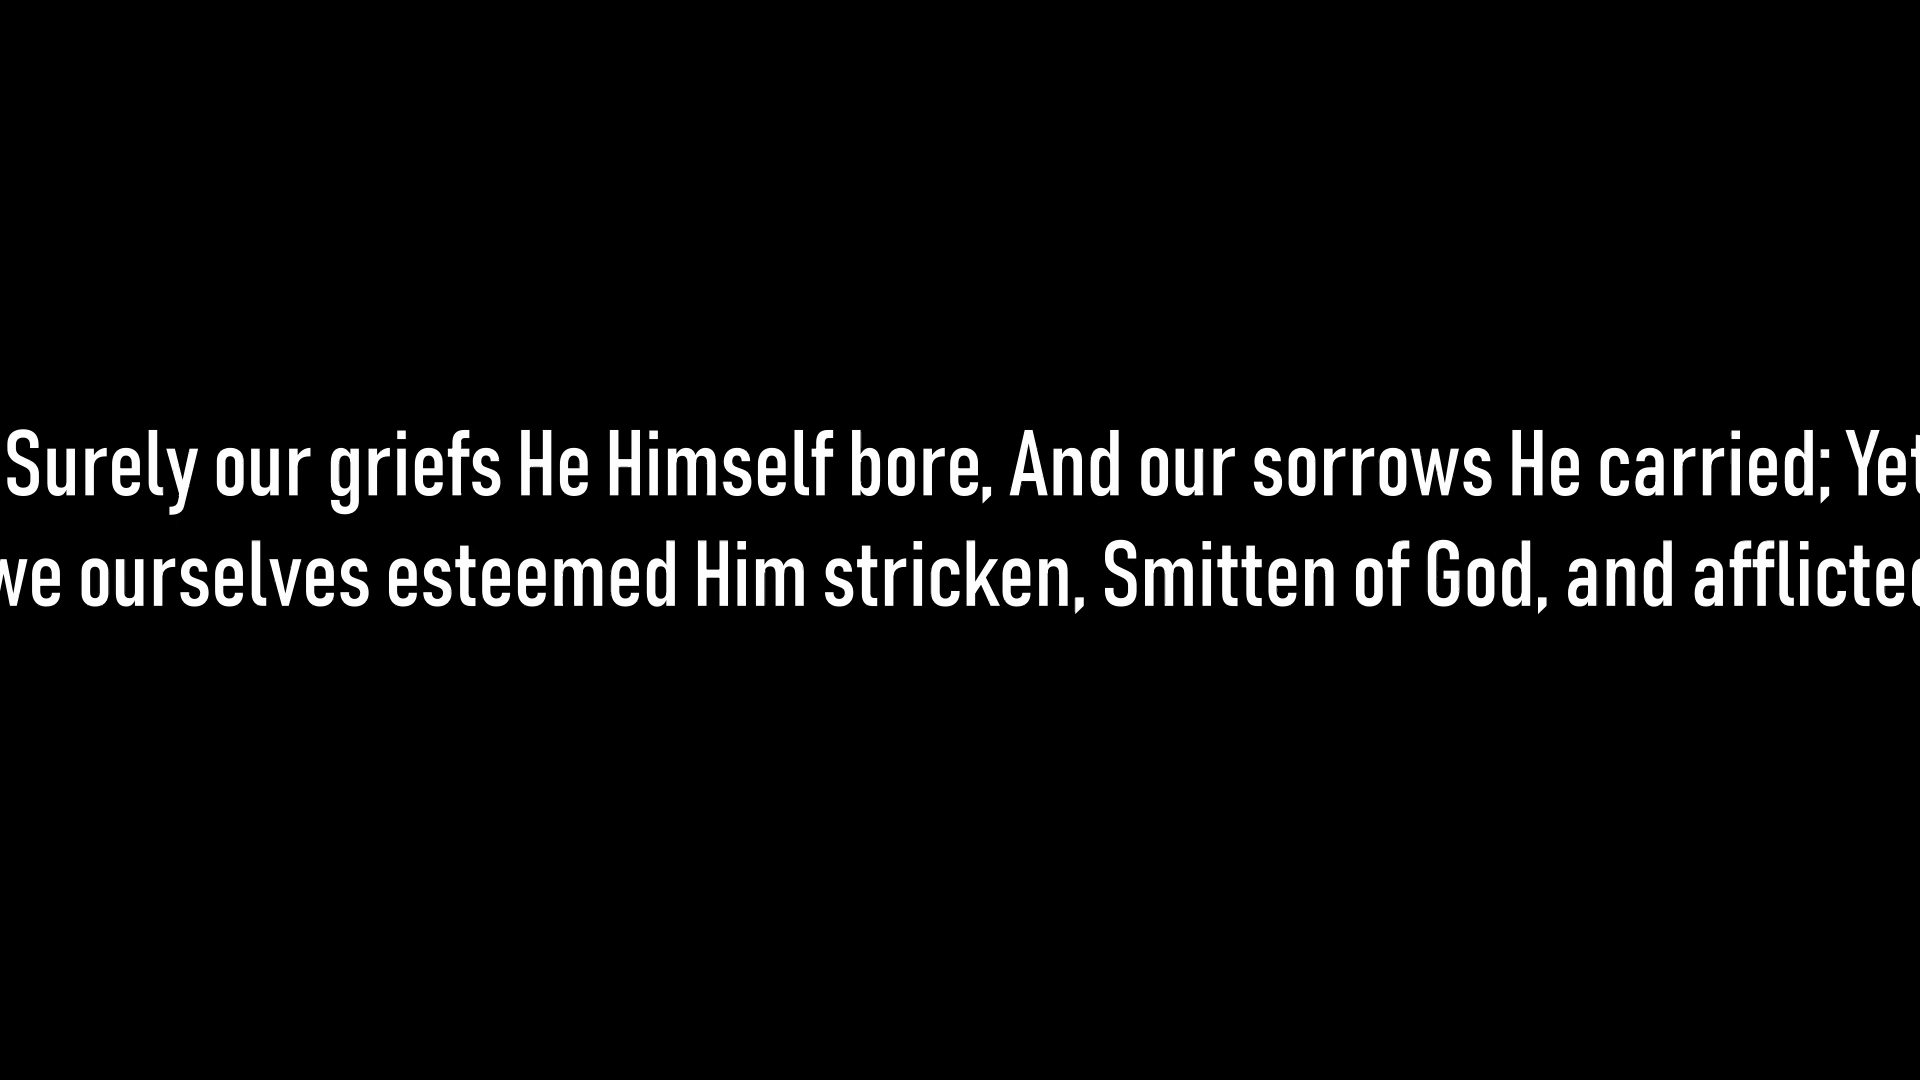 Surely our griefs He Himself bore, And our sorrows He carried; Yet
we ourselves esteemed Him stricken, Smitten of God, and afflicted